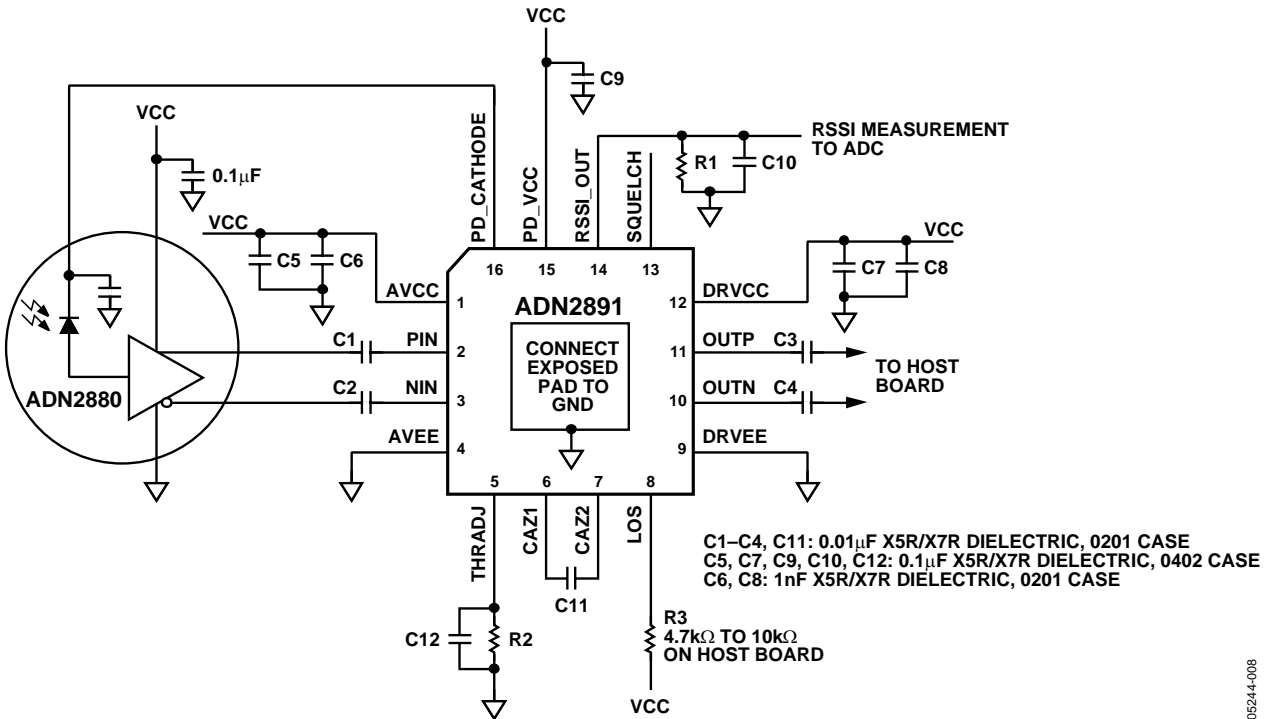 VCC
C9
VCC
0.1μF
PD_CATHODE
PD_VCC
RSSI_OUT
SQUELCH
R1
C10
RSSI MEASUREMENT
TO ADC
VCC
C5
C6
VCC
C7
C8
16
15
14
13
AVCC
1
ADN2891
12
DRVCC
C1
PIN
2
CONNECT
EXPOSED
PAD TO
GND
11
OUTP
C3
TO HOST
BOARD
ADN2880
C2
NIN
3
10
OUTN
C4
AVEE
4
9
DRVEE
5
6
7
8
THRADJ
CAZ1
CAZ2
LOS
C11
C1–C4, C11: 0.01μF X5R/X7R DIELECTRIC, 0201 CASE
C5, C7, C9, C10, C12: 0.1μF X5R/X7R DIELECTRIC, 0402 CASE
C6, C8: 1nF X5R/X7R DIELECTRIC, 0201 CASE
C12
R2
R3
4.7kΩ TO 10kΩ
ON HOST BOARD
VCC
05244-008